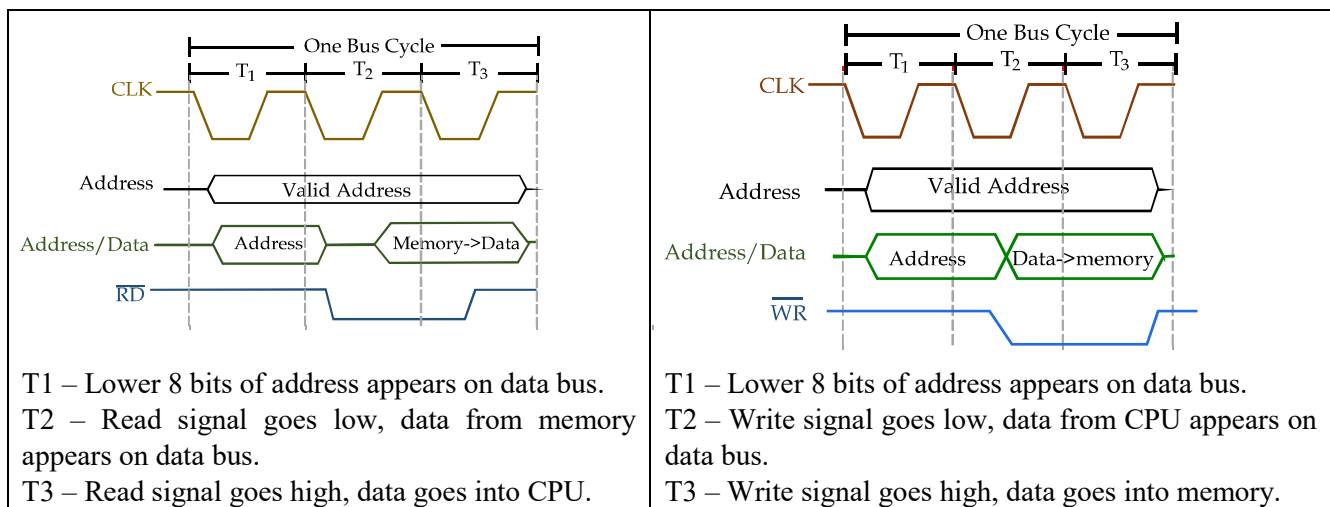 One Bus Cycle
T1 T2 T3
CLK
Address Valid Address
Address/Data Address Memory->Data
RD
T1 – Lower 8 bits of address appears on data bus.
T2 – Read signal goes low, data from memory
appears on data bus.
T3 – Read signal goes high, data goes into CPU.
One Bus Cycle
T1 T2 T3
CLK
Address Valid Address
Address/Data Address Data->memory
WR
T1 – Lower 8 bits of address appears on data bus.
T2 – Write signal goes low, data from CPU appears on
data bus.
T3 – Write signal goes high, data goes into memory.